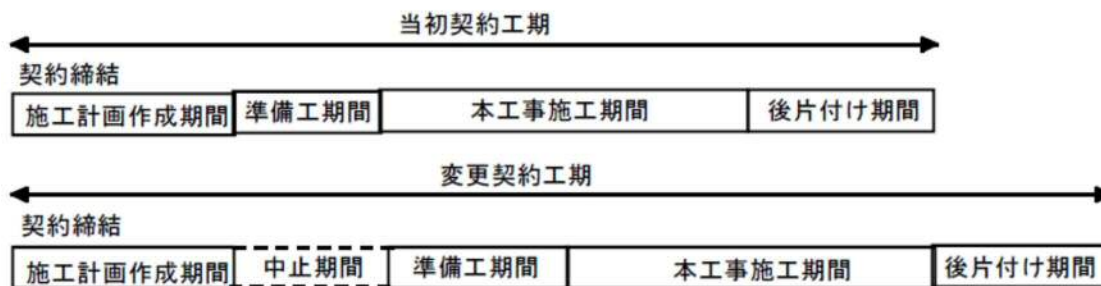 当初契約工期
契約締結
施工計画作成期間 準備工期間 本工事施工期間 後片付け期間
変更契約工期
契約締結
施工計画作成期間 中止期間 準備工期間 本工事施工期間 後片付け期間